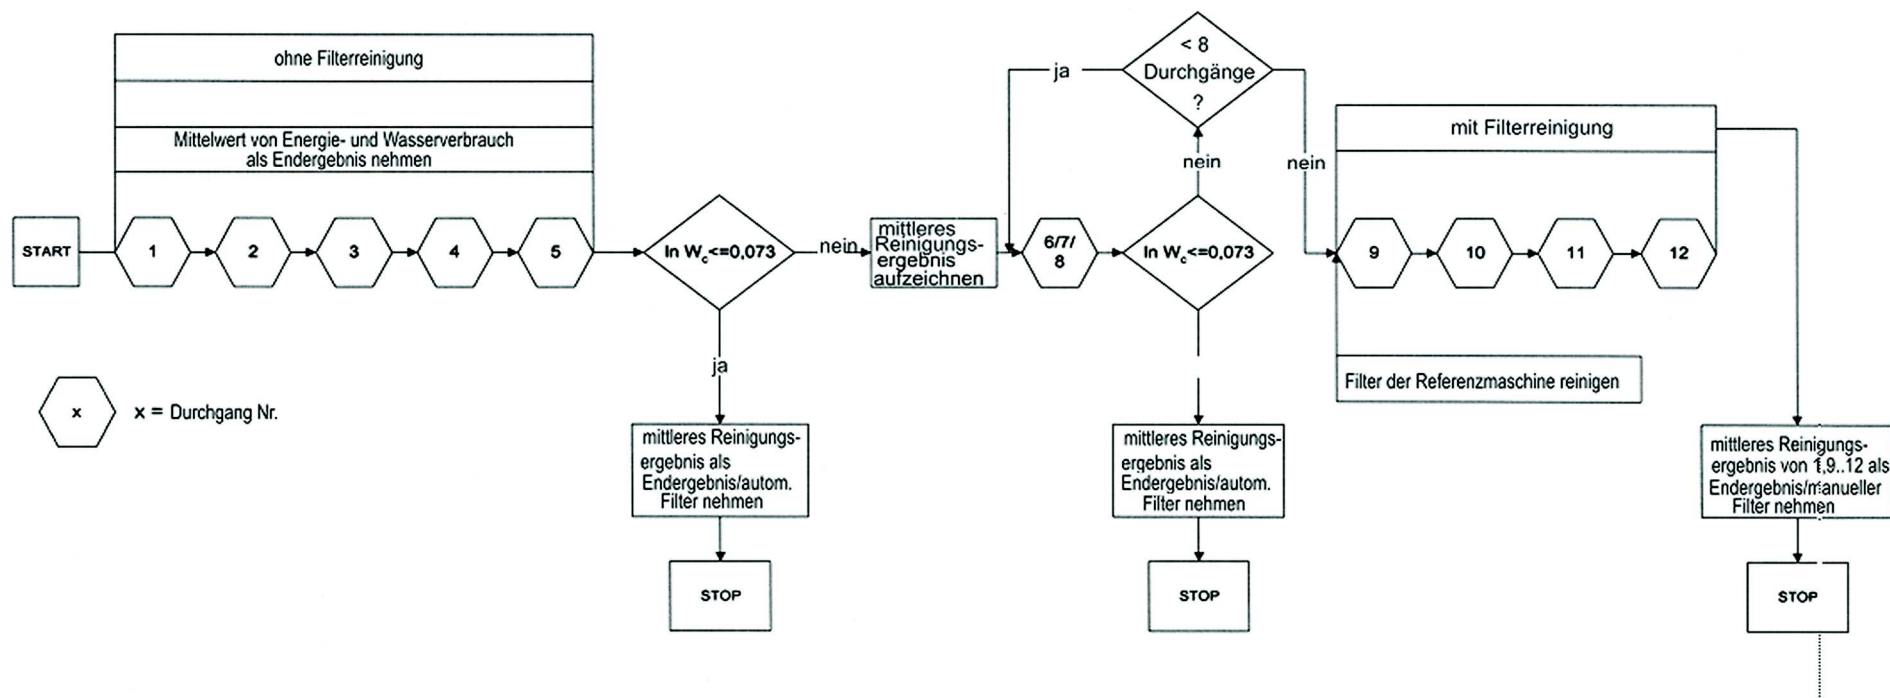 ohne Filterreinigung
Mittelwert von Energie- und Wasserverbrauch
als Endergebnis nehmen
START
1
2
3
4
5
ln W_c<=0,073
nein
mittleres
Reinigungs-
ergebnis
aufzeichnen
ja
mittleres Reinigungs-
ergebnis als
Endergebnis/autom.
Filter nehmen
STOP
6/7/
8
ln W_c<=0,073
nein
< 8
Durchgänge
?
ja
nein
mittleres Reinigungs-
ergebnis als
Endergebnis/autom.
Filter nehmen
STOP
mit Filterreinigung
9
10
11
12
Filter der Referenzmaschine reinigen
mittleres Reinigungs-
ergebnis von 1,9..12 als
Endergebnis/manueller
Filter nehmen
STOP
x
x = Durchgang Nr.